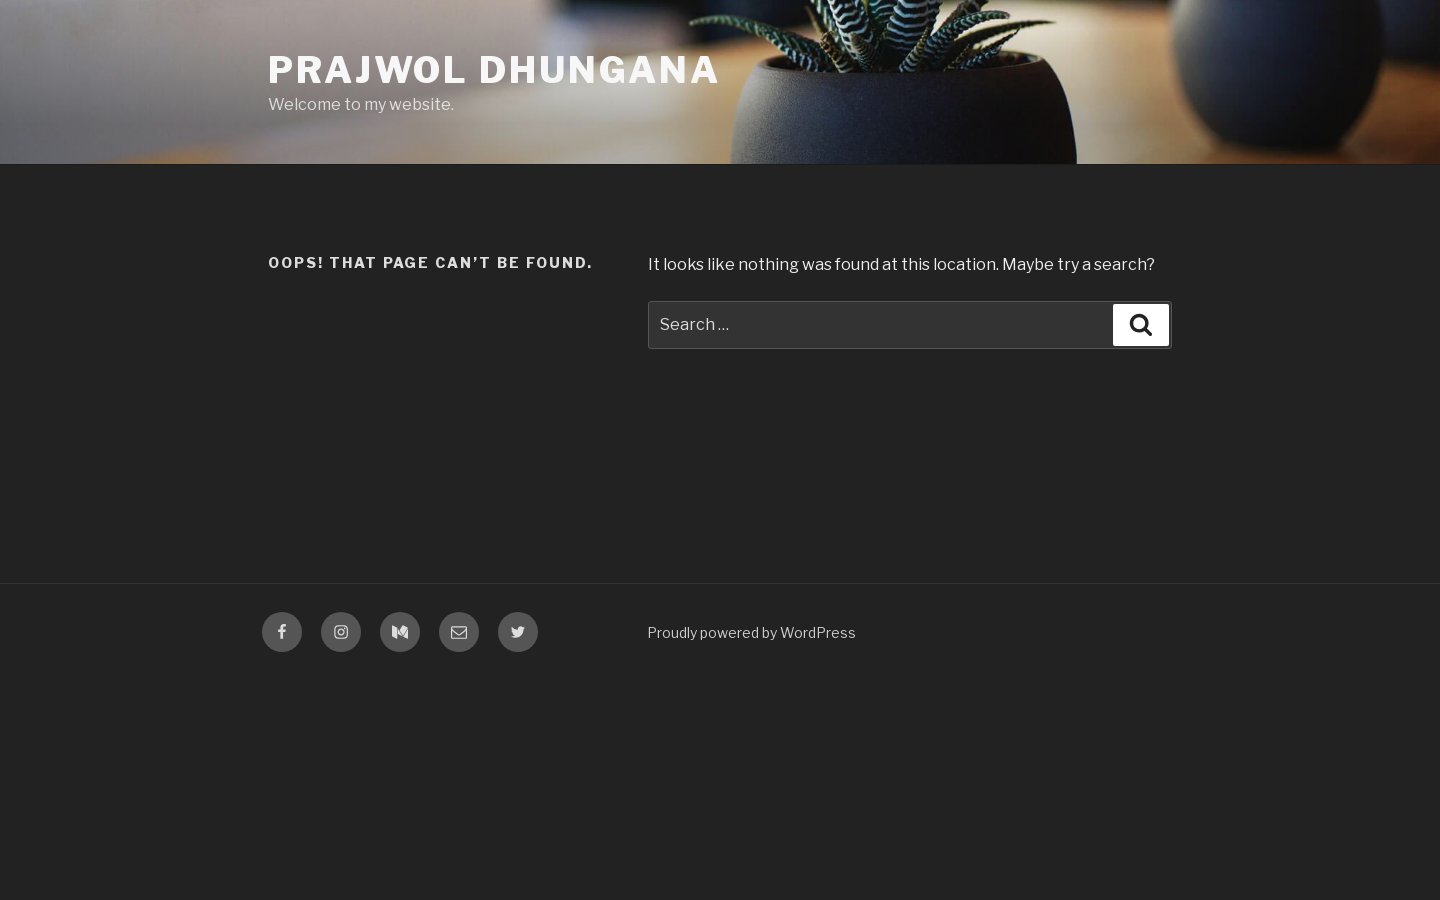 PRAJWOL DHUNGANA
Welcome to my website.
OOPS! THAT PAGE CAN’T BE FOUND.
It looks like nothing was found at this location. Maybe try a search?
Search …
Proudly powered by WordPress